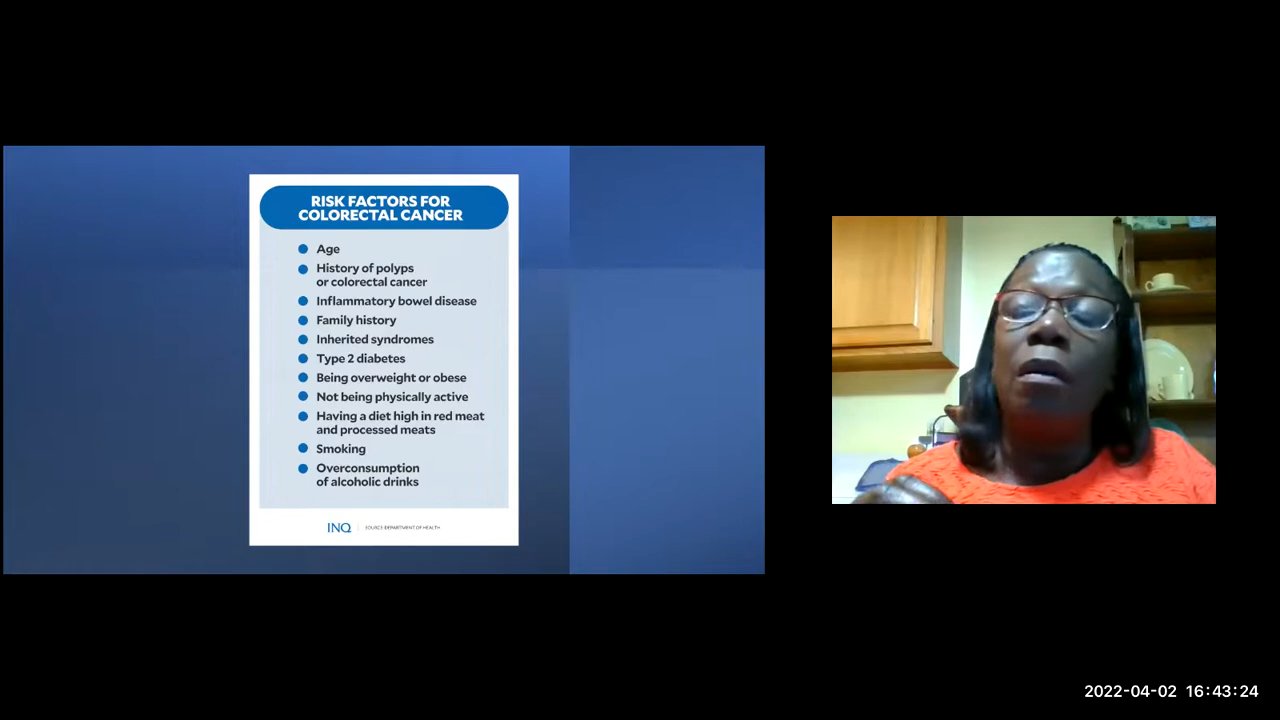 RISK FACTORS FOR
COLORECTAL CANCER
Age
History of polyps
or colorectal cancer
Inflammatory bowel disease
Family history
Inherited syndromes
Type 2 diabetes
Being overweight or obese
Not being physically active
Having a diet high in red meat
and processed meats
Smoking
Overconsumption
of alcoholic drinks
INQ SOURCE: DEPARTMENT OF HEALTH
2022-04-02 16:43:24